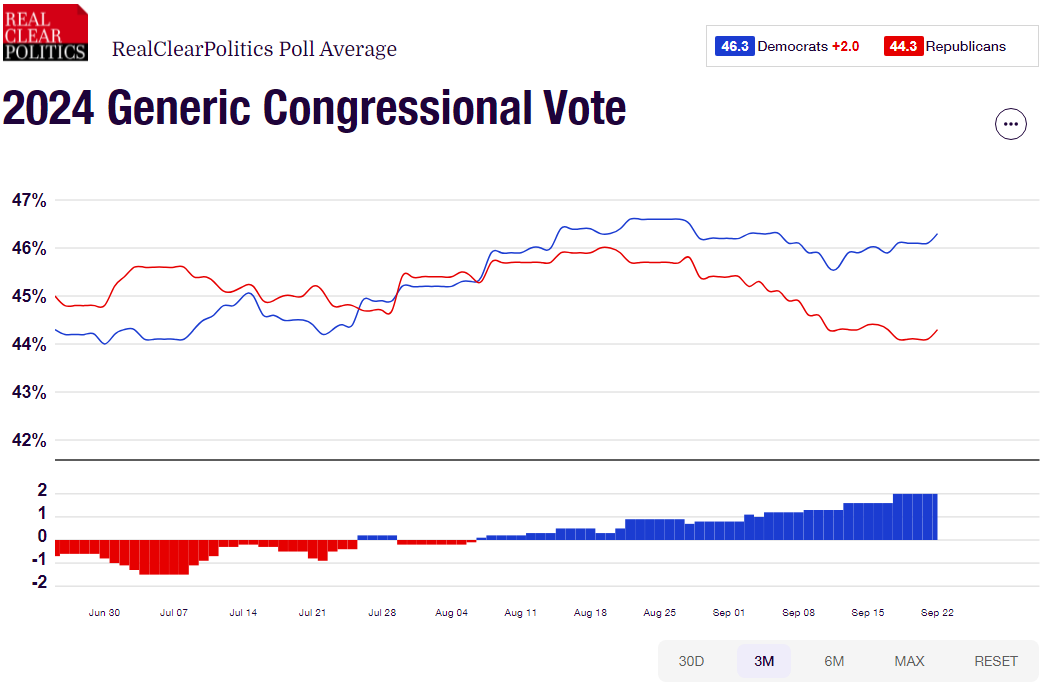 REAL
CLEAR
POLITICS
RealClearPolitics Poll Average
46.3 Democrats +2.0 44.3 Republicans
2024 Generic Congressional Vote
47%
46%
45%
44%
43%
42%
2
1
0
-1
-2
Jun 30 Jul 07 Jul 14 Jul 21 Jul 28 Aug 04 Aug 11 Aug 18 Aug 25 Sep 01 Sep 08 Sep 15 Sep 22
30D 3M 6M MAX RESET